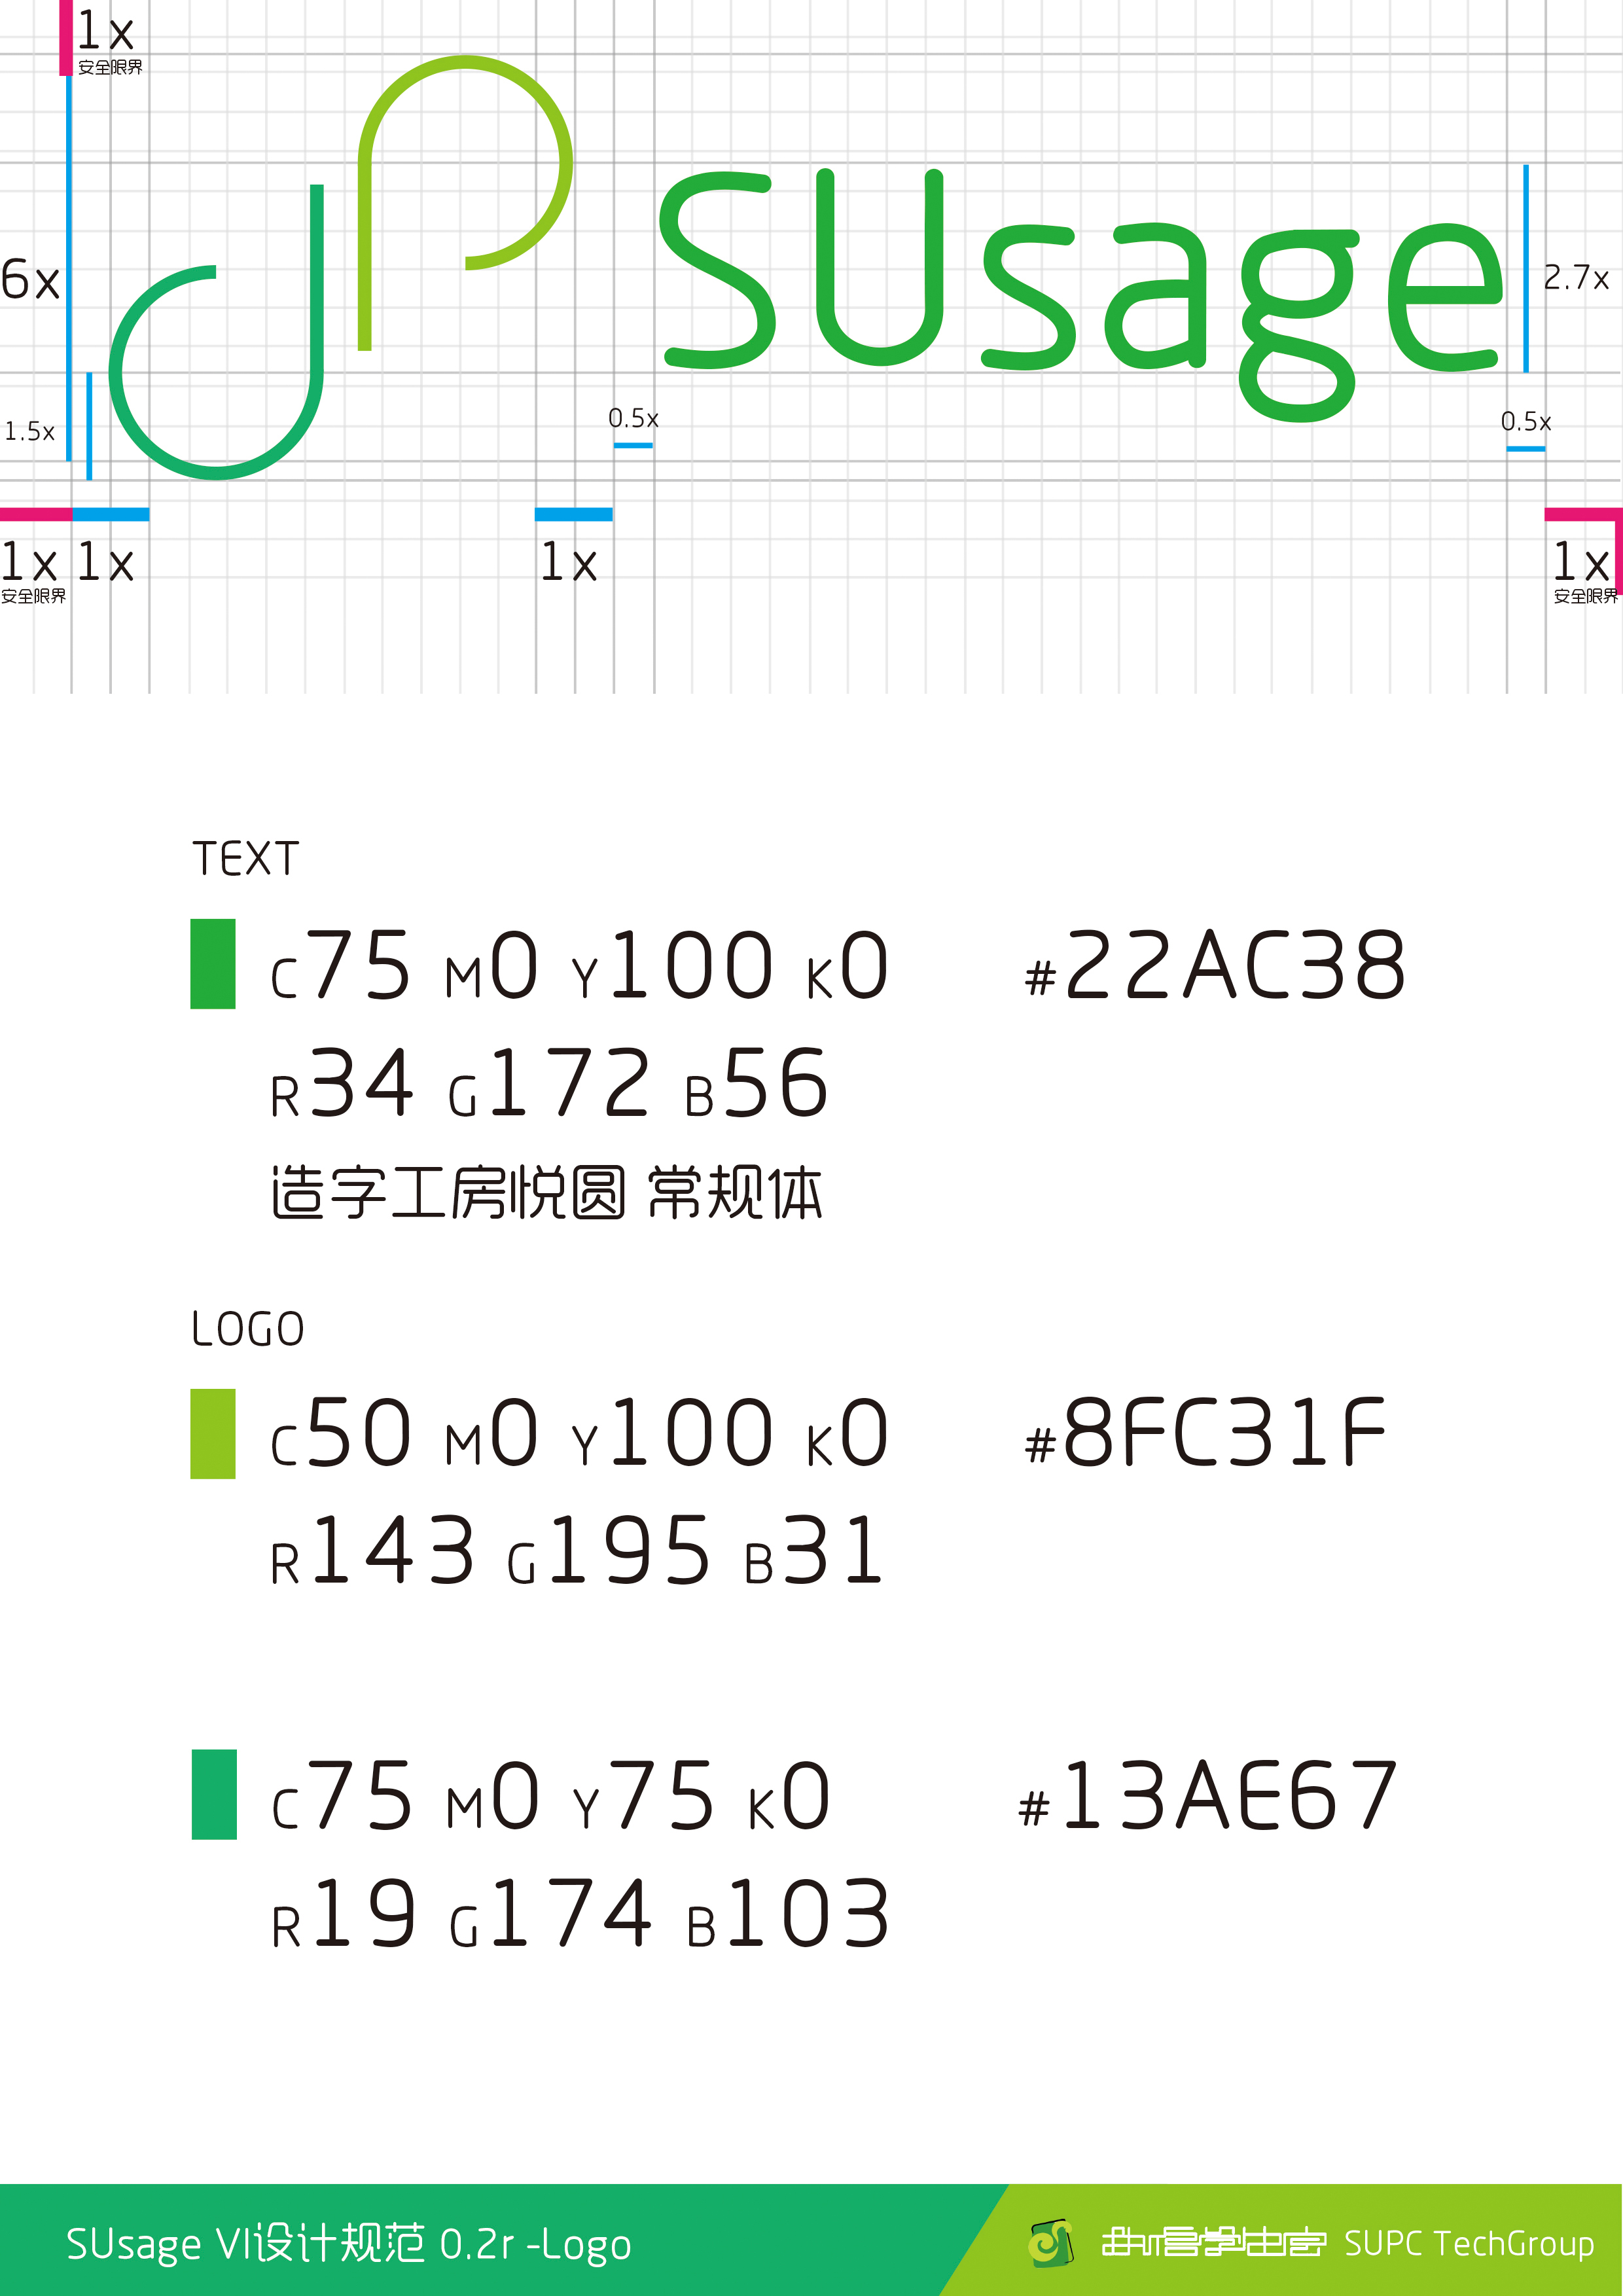 1x
安全限界
SUsage
6x
2.7x
1.5x
0.5x
0.5x
1x 1x 1x 1x
安全限界 安全限界
TEXT
C75 M0 Y100 K0 #22AC38
R34 G172 B56
造字工房悦圆 常规体
LOGO
C50 M0 Y100 K0 #8FC31F
R143 G195 B31
C75 M0 Y75 K0 #13AE67
R19 G174 B103
SUsage VI设计规范 0.2r -Logo
SUPC TechGroup